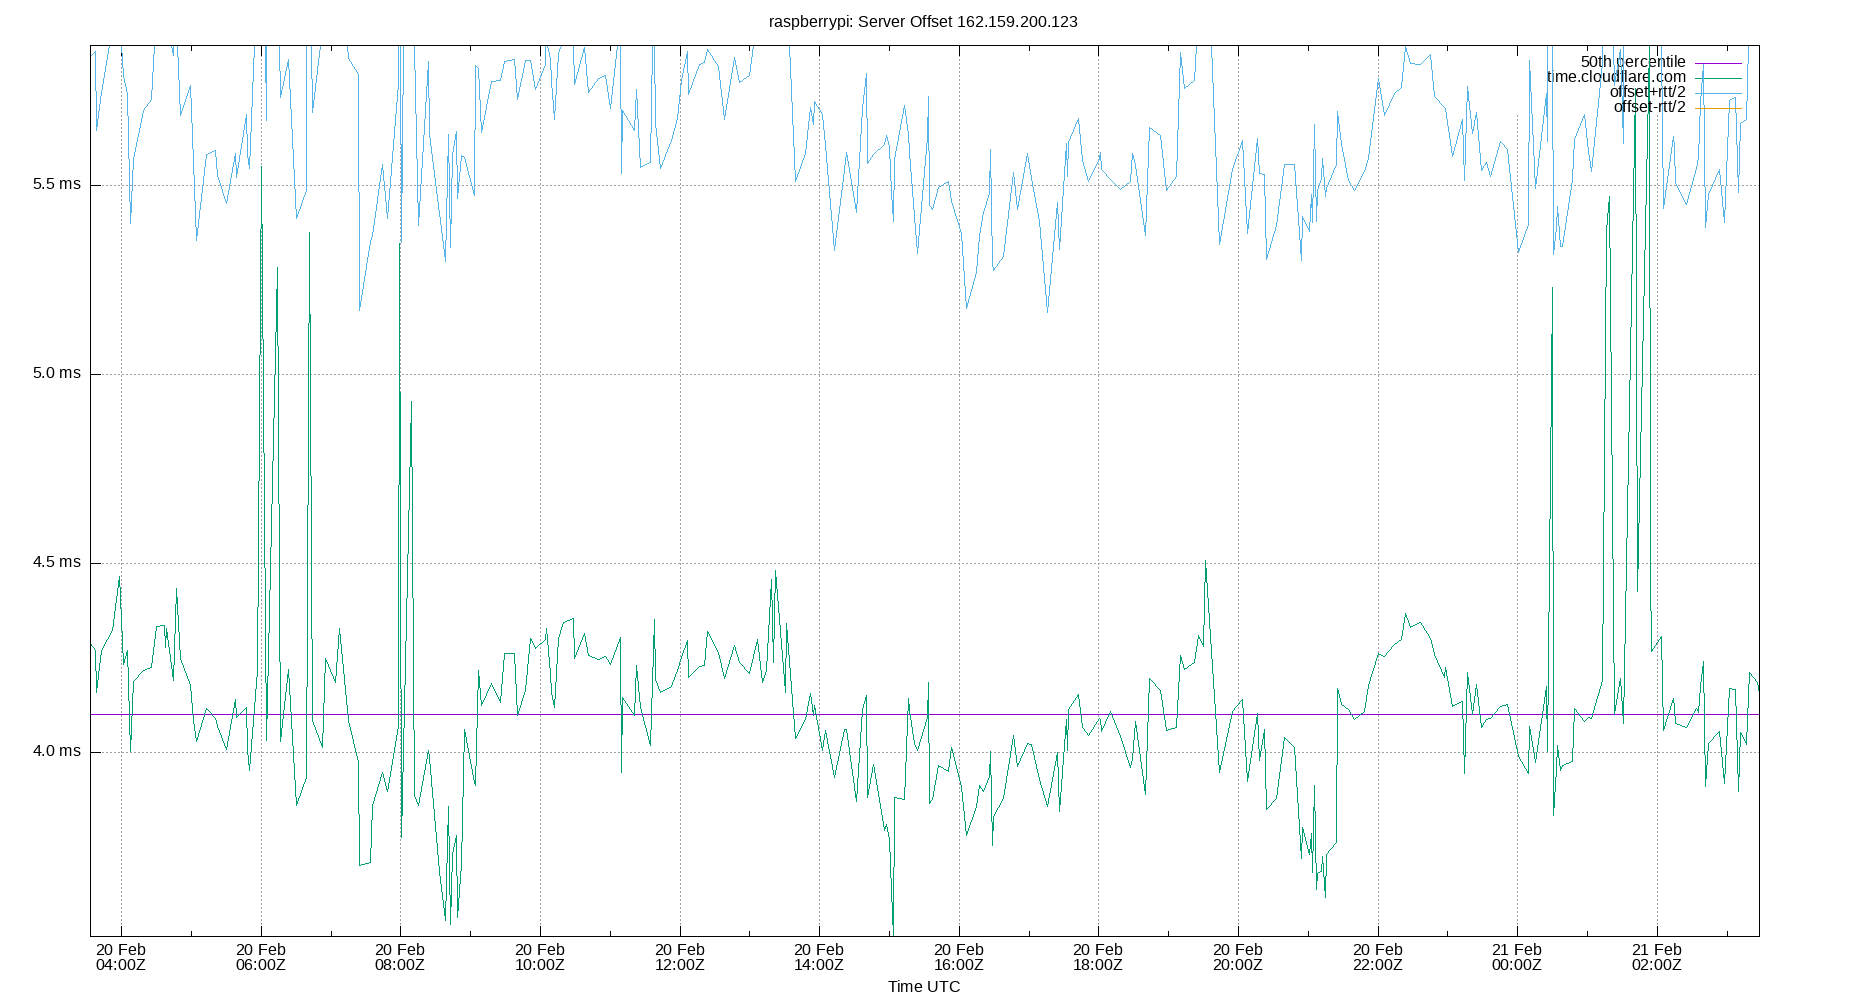 raspberrypi: Server Offset 162.159.200.123
50th percentile
time.cloudflare.com
offset+rtt/2
offset-rtt/2
5.5 ms
5.0 ms
4.5 ms
4.0 ms
20 Feb 20 Feb 20 Feb 20 Feb 20 Feb 20 Feb 20 Feb 20 Feb 20 Feb 20 Feb 21 Feb 21 Feb
04:00Z 06:00Z 08:00Z 10:00Z 12:00Z 14:00Z 16:00Z 18:00Z 20:00Z 22:00Z 00:00Z 02:00Z
Time UTC